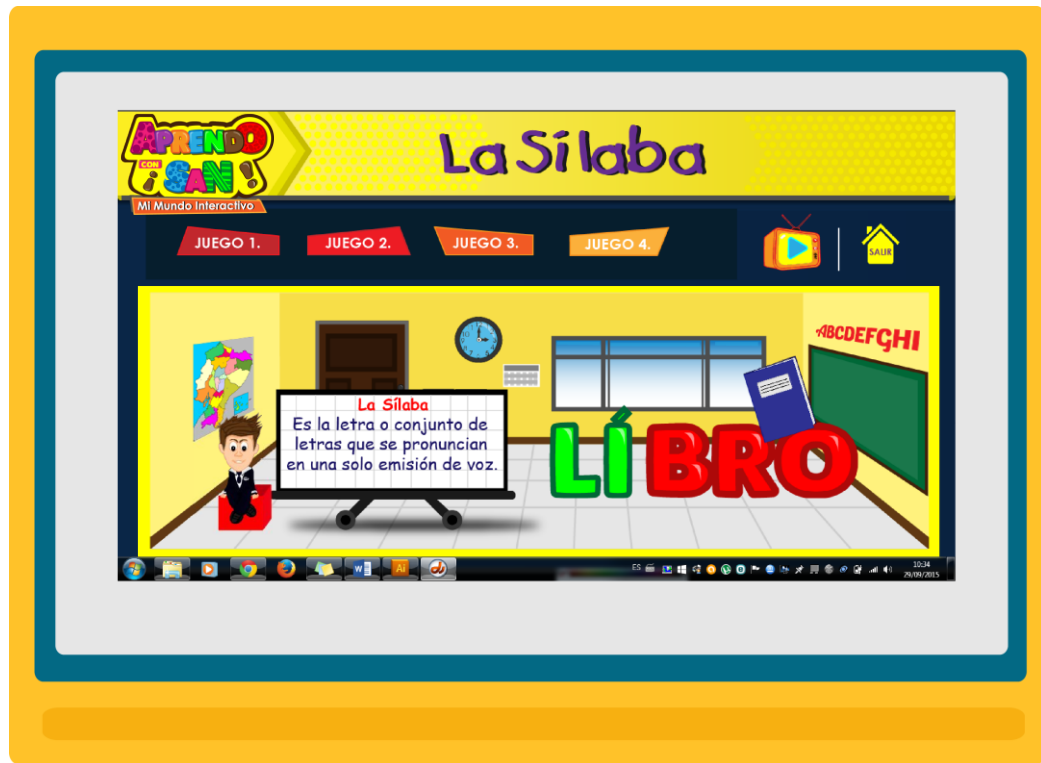 APRENDO
CON
¡SAN!
Mi Mundo Interactivo
La Sílaba
JUEGO 1.
JUEGO 2.
JUEGO 3.
JUEGO 4.
SALIR
ABCDEFGHI
La Sílaba
Es la letra o conjunto de
letras que se pronuncian
en una solo emisión de voz.
LÍBRO
ES
10:34
29/09/2015